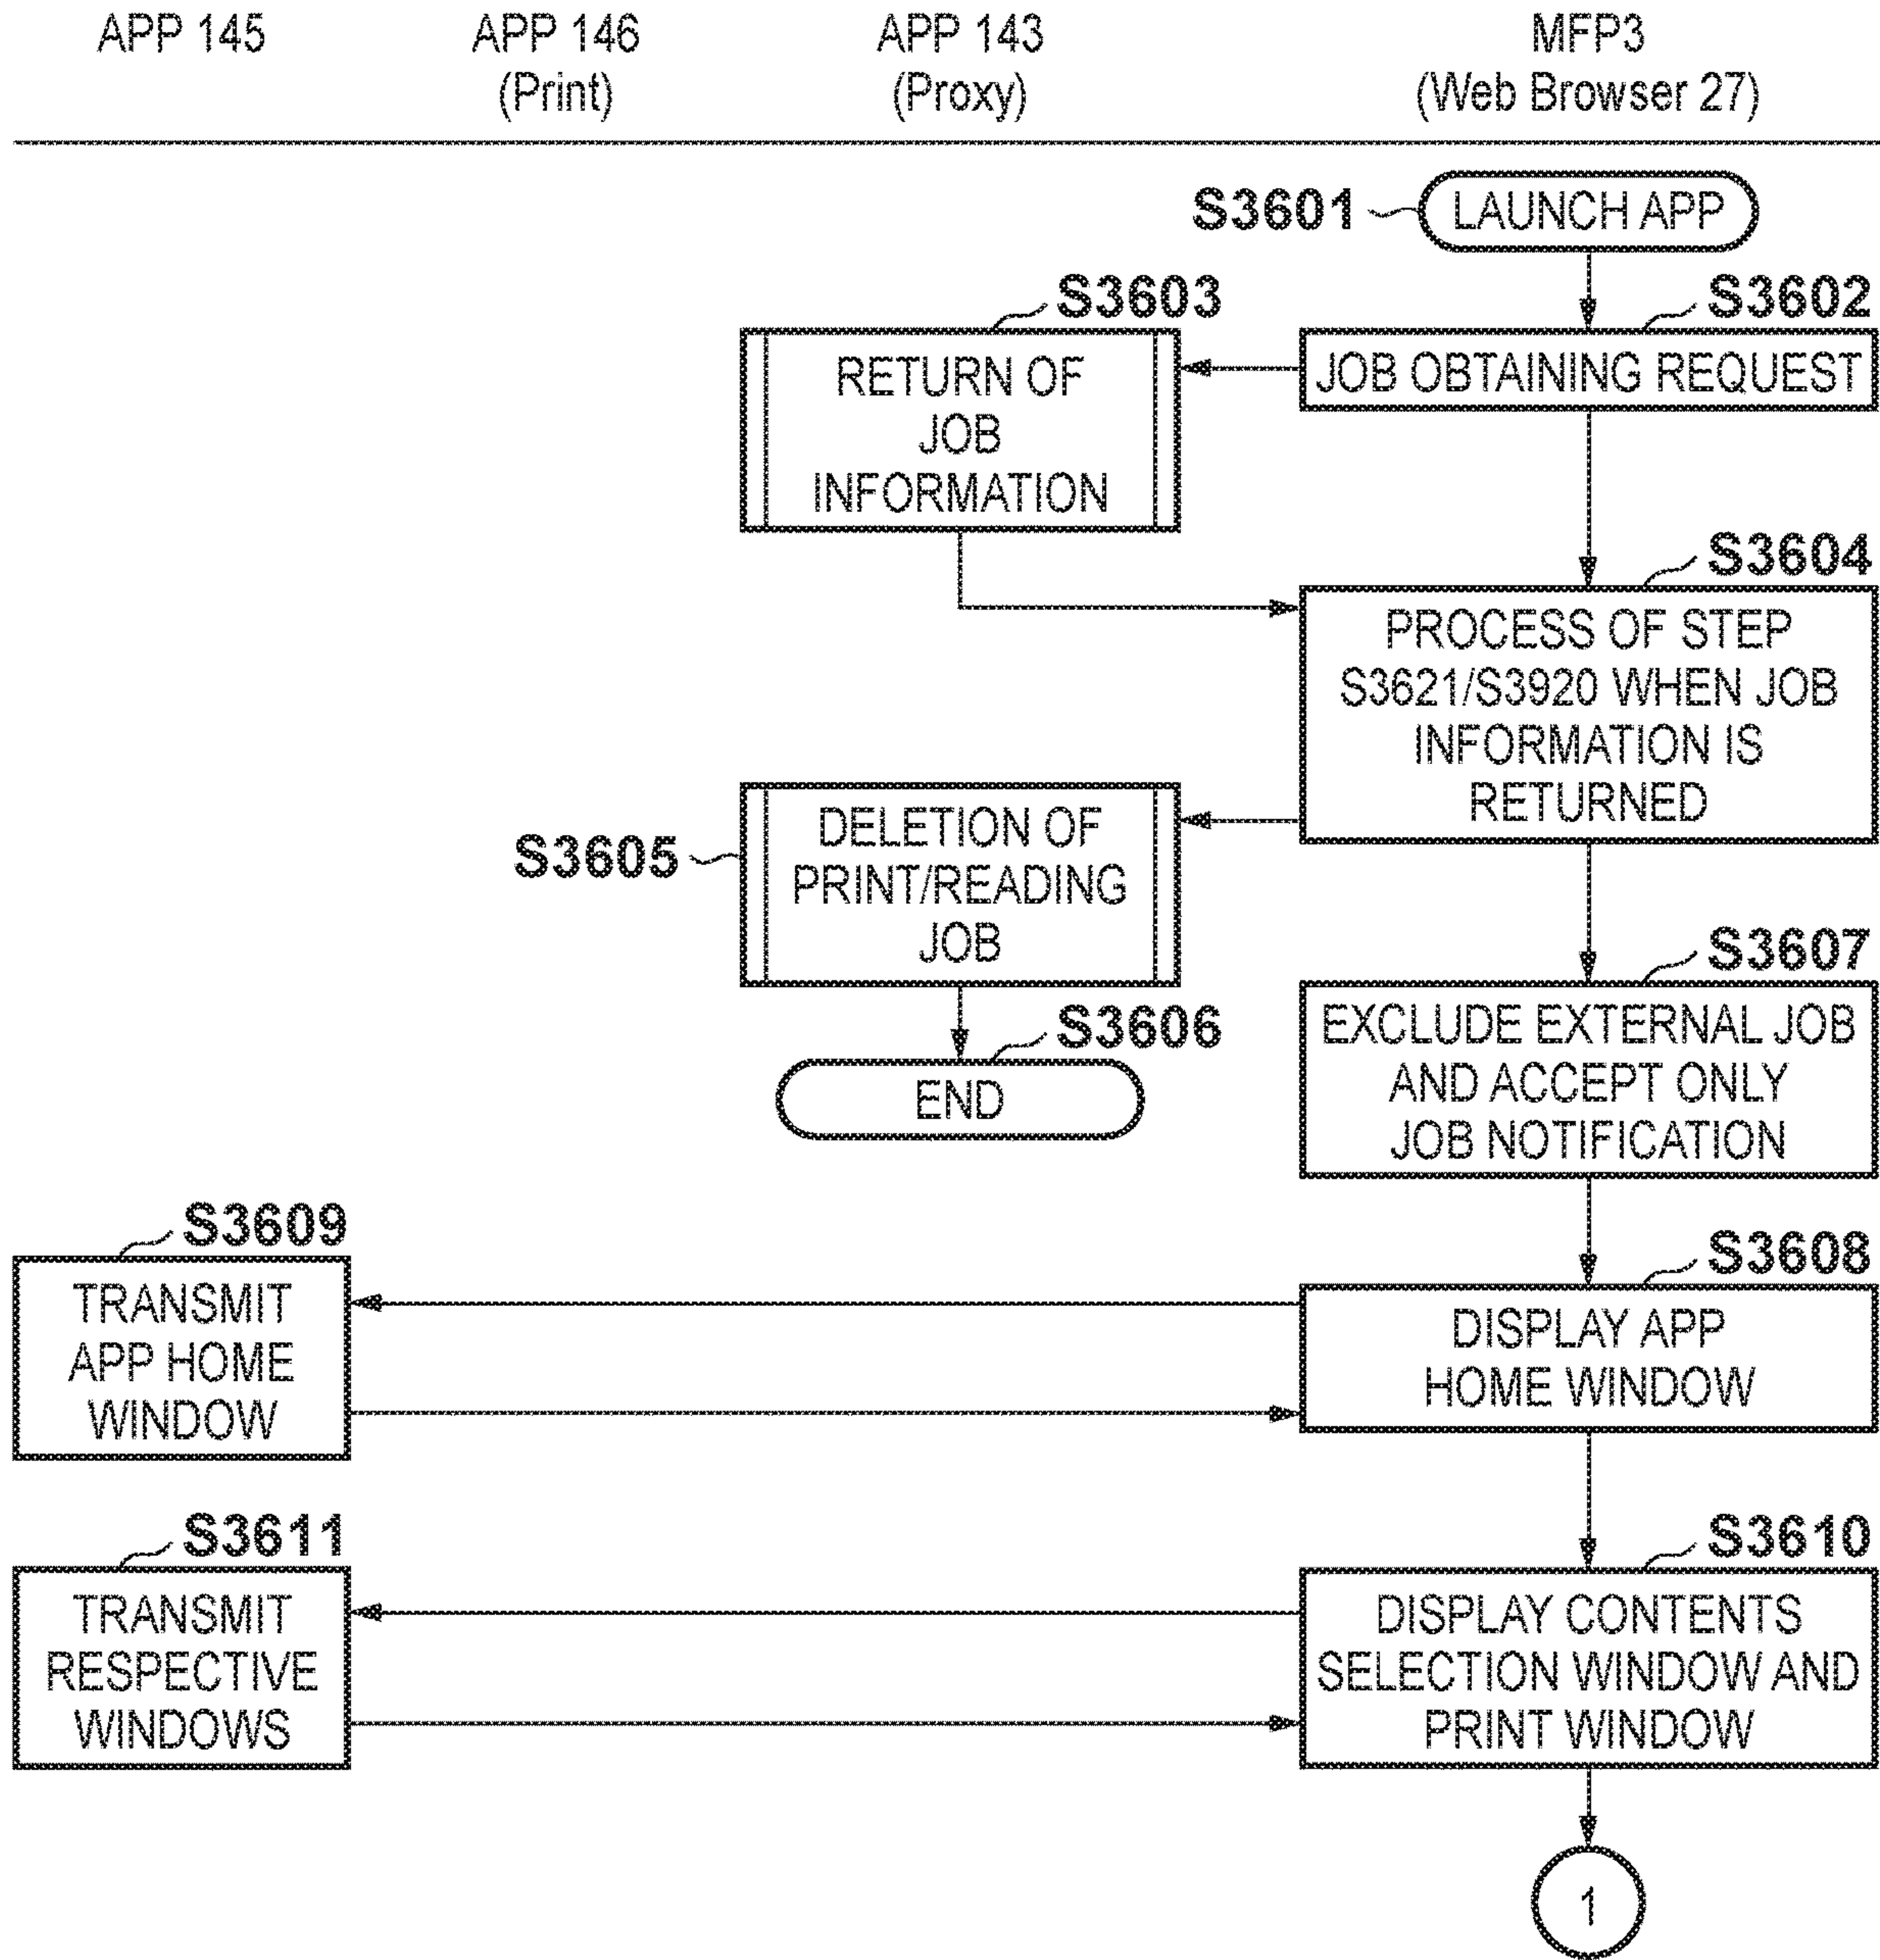 APP 145
APP 146
(Print)
APP 143
(Proxy)
MFP3
(Web Browser 27)
S3601
LAUNCH APP
S3603
RETURN OF
JOB
INFORMATION
S3602
JOB OBTAINING REQUEST
S3604
PROCESS OF STEP
S3621/S3920 WHEN JOB
INFORMATION IS
RETURNED
S3605
DELETION OF
PRINT/READING
JOB
S3606
END
S3607
EXCLUDE EXTERNAL JOB
AND ACCEPT ONLY
JOB NOTIFICATION
S3609
TRANSMIT
APP HOME
WINDOW
S3608
DISPLAY APP
HOME WINDOW
S3611
TRANSMIT
RESPECTIVE
WINDOWS
S3610
DISPLAY CONTENTS
SELECTION WINDOW AND
PRINT WINDOW
1